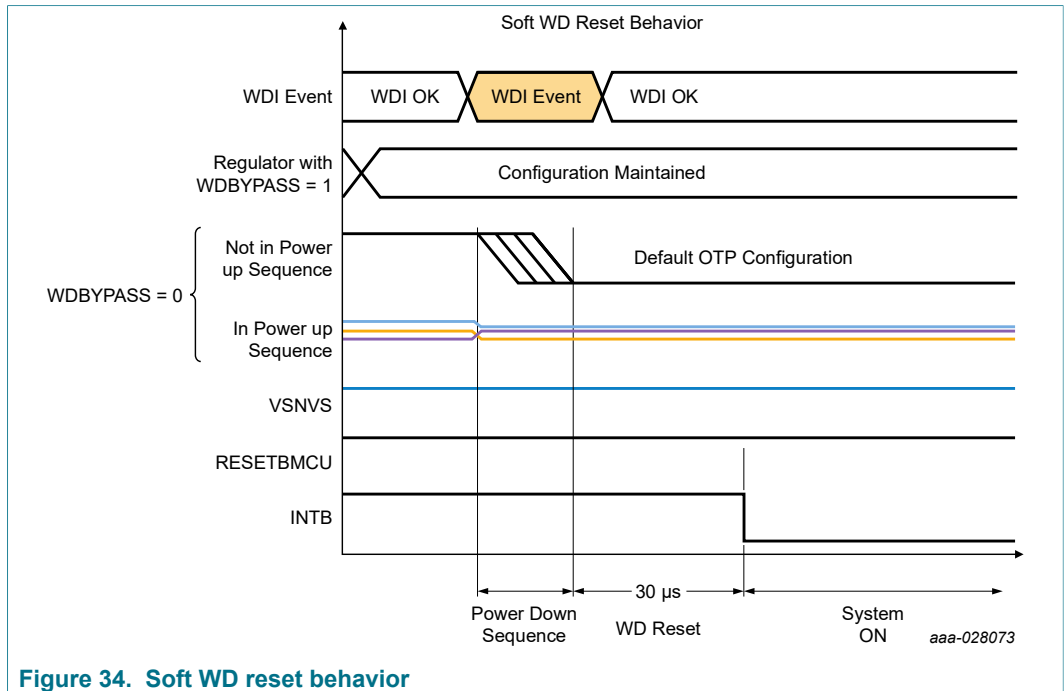 Soft WD Reset Behavior
WDI Event
WDI OK
WDI Event
WDI OK
Regulator with
WDBYPASS = 1
Configuration Maintained
WDBYPASS = 0
Not in Power
up Sequence
Default OTP Configuration
In Power up
Sequence
VSNVS
RESETBMCU
INTB
30 µs
Power Down
Sequence
WD Reset
System
ON
aaa-028073
Figure 34. Soft WD reset behavior